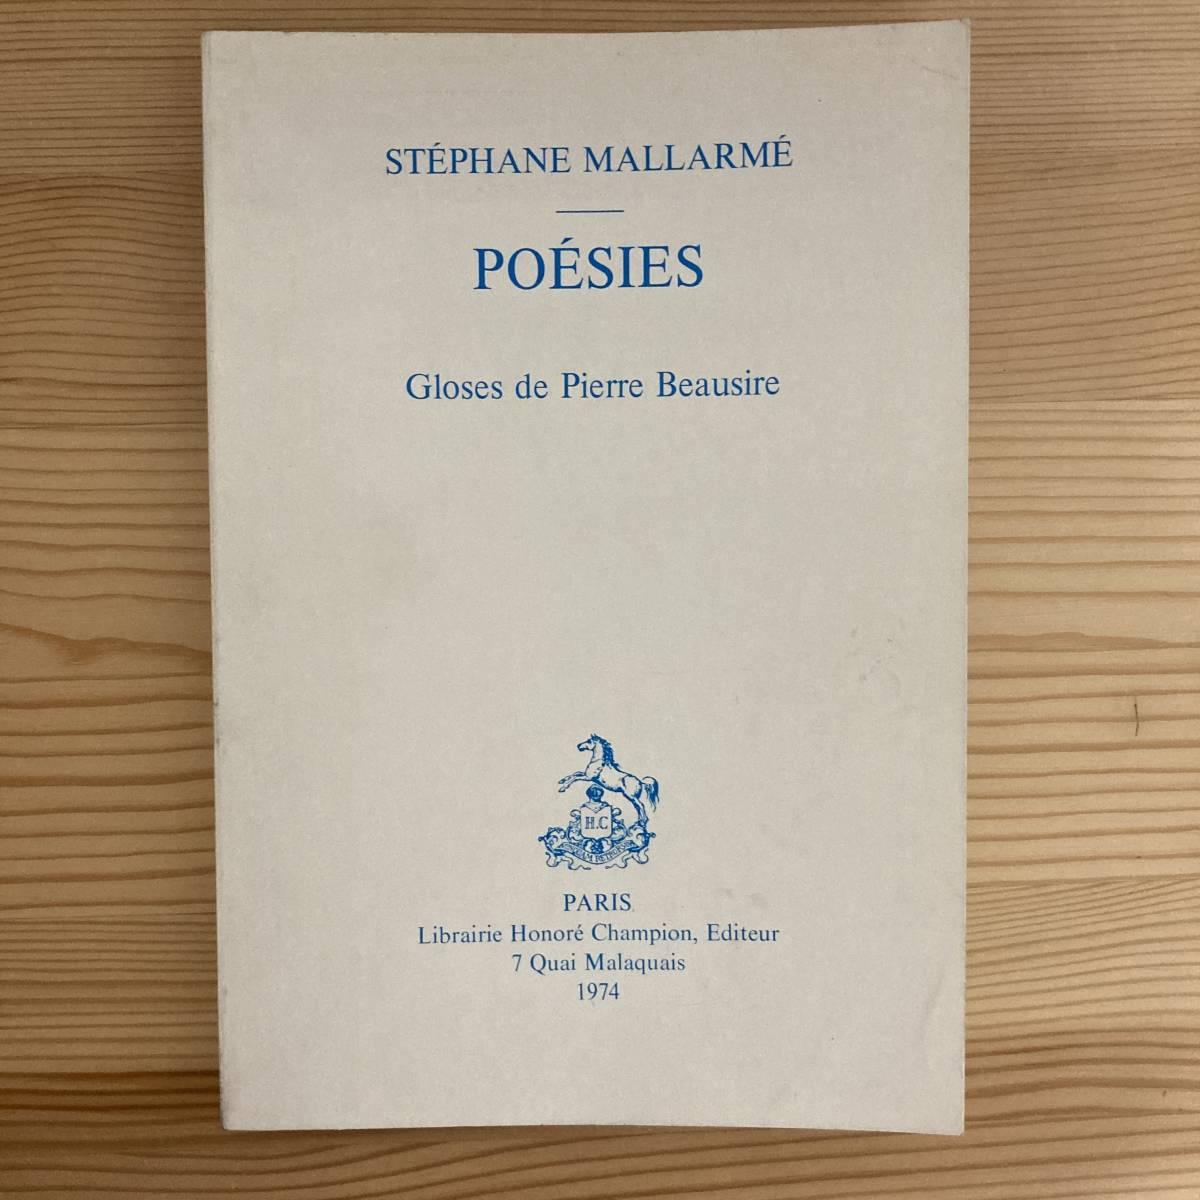 STÉPHANE MALLARMÉ
POÉSIES
Gloses de Pierre Beausire
H.C
PARIS
Librairie Honoré Champion, Editeur
7 Quai Malaquais
1974